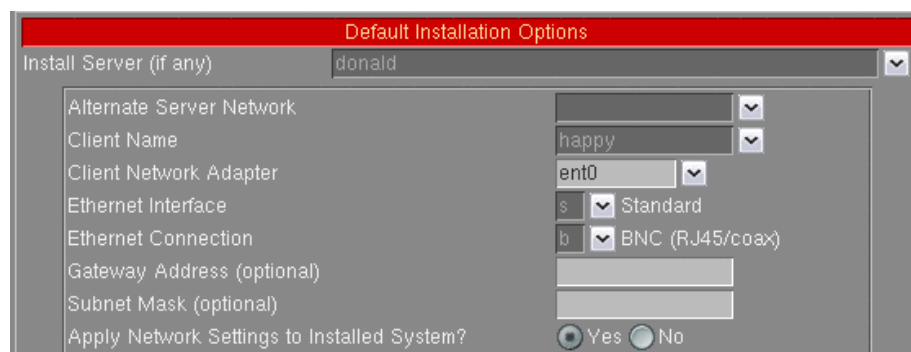 Default Installation Options
Install Server (if any) donald
Alternate Server Network
Client Name happy
Client Network Adapter ent0
Ethernet Interface s Standard
Ethernet Connection b BNC (RJ45/coax)
Gateway Address (optional)
Subnet Mask (optional)
Apply Network Settings to Installed System? Yes No